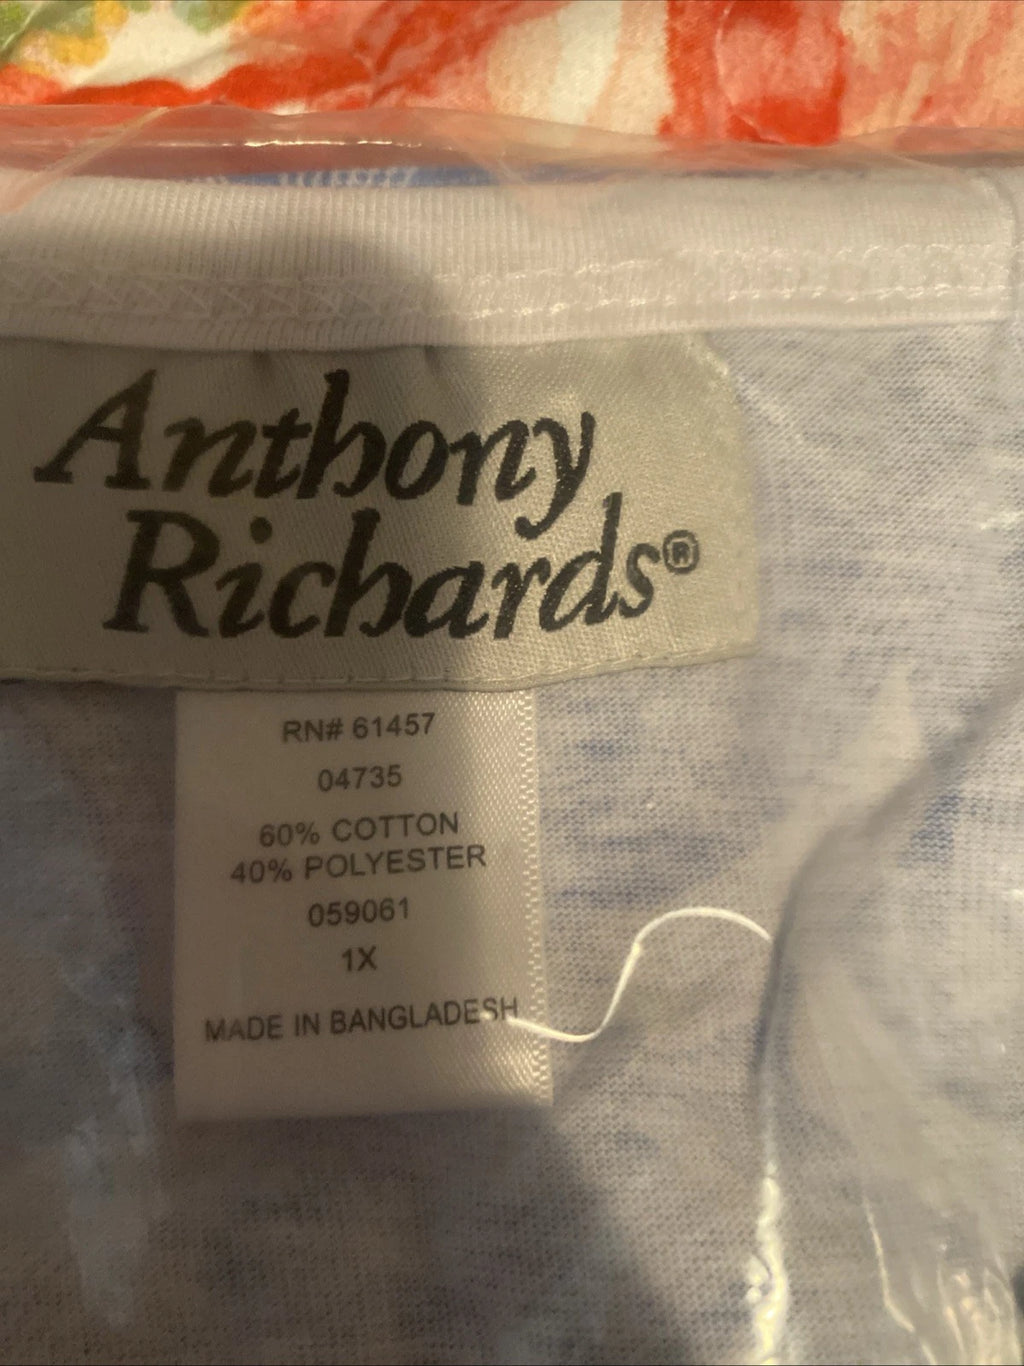 Anthony
Richards®
RN# 61457
04735
60% COTTON
40% POLYESTER
059061
1X
MADE IN BANGLADESH